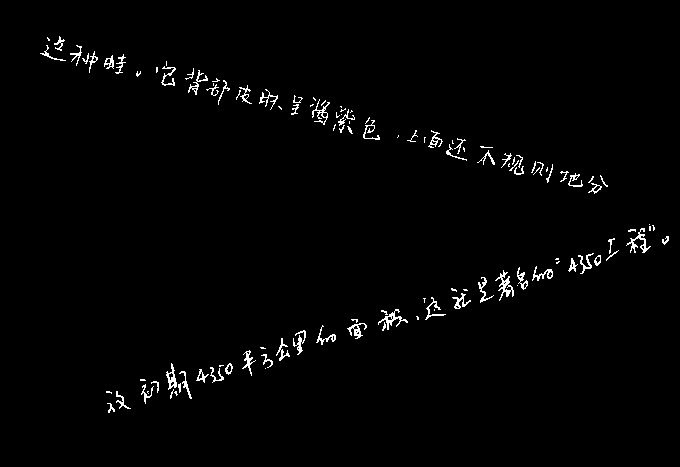 这种蛙。它背部皮肤呈酱紫色，上面还不规则地分
设初期4350平方公里的面积，这就是著名的“4350工程”。